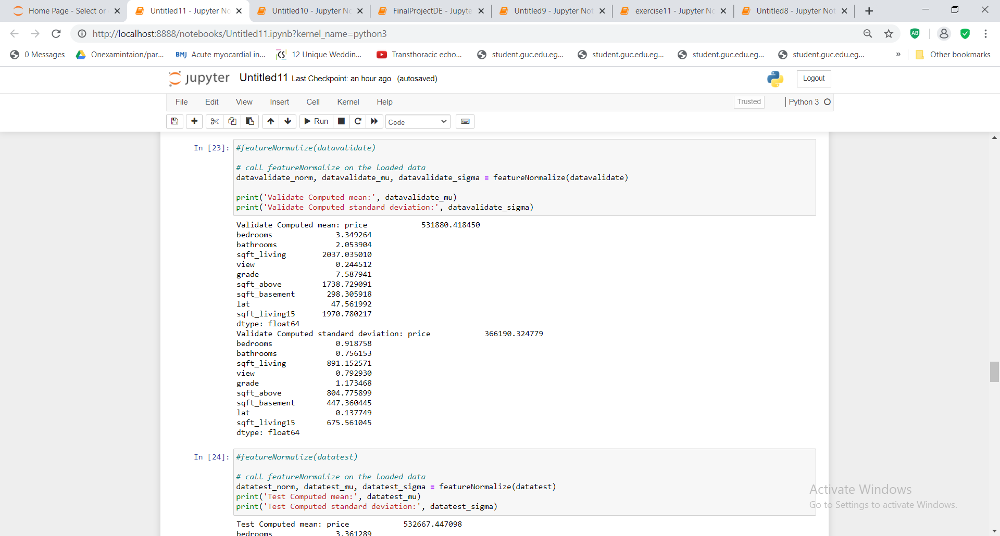 Home Page - Select or
Untitled11 - Jupyter No
Untitled10 - Jupyter No
FinalProjectDE - Jupyte
Untitled9 - Jupyter Not
exercise11 - Jupyter No
Untitled8 - Jupyter Not
http://localhost:8888/notebooks/Untitled11.ipynb?kernel_name=python3
0 Messages
Onexamintaion/par...
BMJ Acute myocardial in...
CS 12 Unique Weddin...
Transthoracic echo...
student.guc.edu.eg...
student.guc.edu.eg...
student.guc.edu.eg...
student.guc.edu.eg...
» Other bookmarks
jupyter Untitled11 Last Checkpoint: an hour ago (autosaved)
Logout
File Edit View Insert Cell Kernel Help
Trusted
Python 3
Run
Code
In [23]: #featureNormalize(datavalidate)
# call featureNormalize on the loaded data
datavalidate_norm, datavalidate_mu, datavalidate_sigma = featureNormalize(datavalidate)
print('Validate Computed mean:', datavalidate_mu)
print('Validate Computed standard deviation:', datavalidate_sigma)
Validate Computed mean: price 531880.418450
bedrooms 3.349264
bathrooms 2.053904
sqft_living 2037.035010
view 0.244512
grade 7.587941
sqft_above 1738.729091
sqft_basement 298.305918
lat 47.561992
sqft_living15 1970.780217
dtype: float64
Validate Computed standard deviation: price 366190.324779
bedrooms 0.918758
bathrooms 0.756153
sqft_living 891.152571
view 0.792930
grade 1.173468
sqft_above 804.775899
sqft_basement 447.360445
lat 0.137749
sqft_living15 675.561045
dtype: float64
In [24]: #featureNormalize(datatest)
# call featureNormalize on the loaded data
datatest_norm, datatest_mu, datatest_sigma = featureNormalize(datatest)
print('Test Computed mean:', datatest_mu)
print('Test Computed standard deviation:', datatest_sigma)
Test Computed mean: price 532667.447098
bedrooms 3.361289
Activate Windows
Go to Settings to activate Windows.